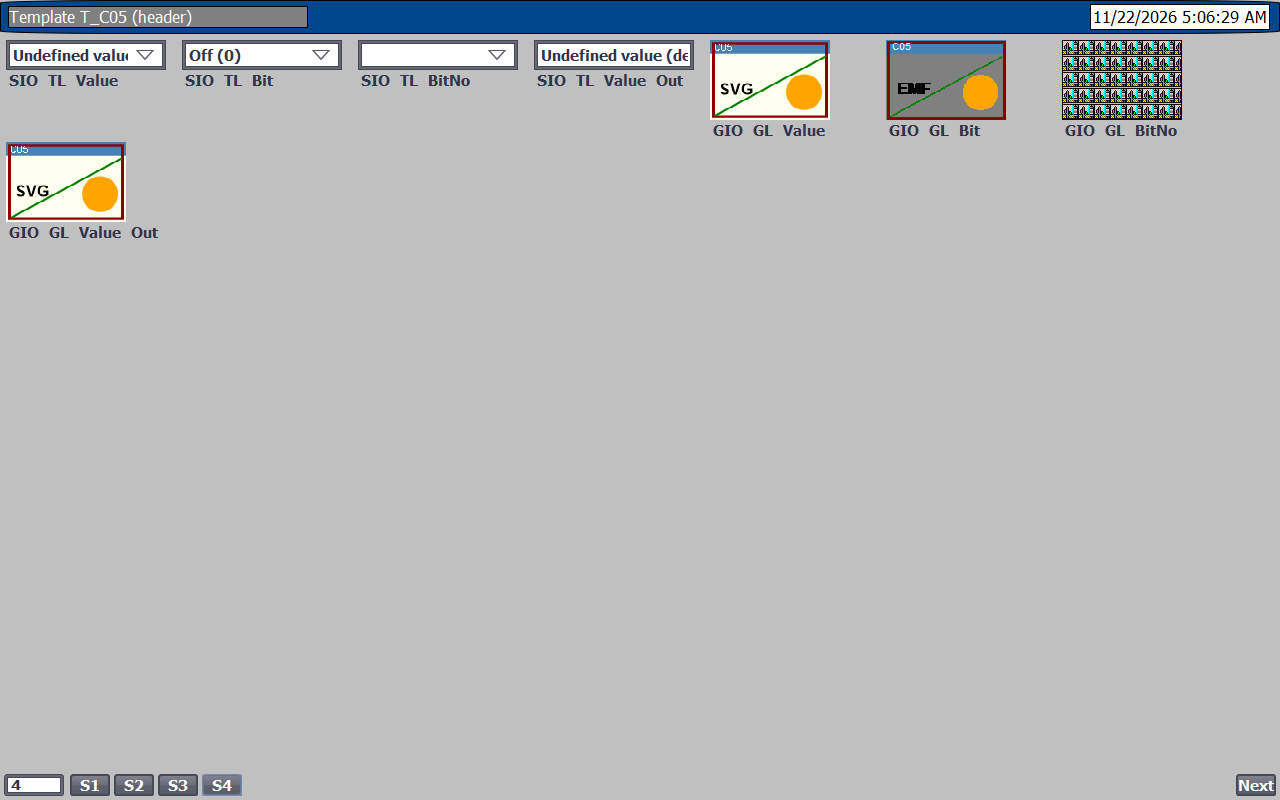 Template T_C05 (header)
11/22/2026 5:06:29 AM
Undefined valu
Off (0)
Undefined value (de
SIO TL Value
SIO TL Bit
SIO TL BitNo
SIO TL Value Out
C05
SVG
GIO GL Value
C05
EMF
GIO GL Bit
GIO GL BitNo
C05
SVG
GIO GL Value Out
4
S1
S2
S3
S4
Next